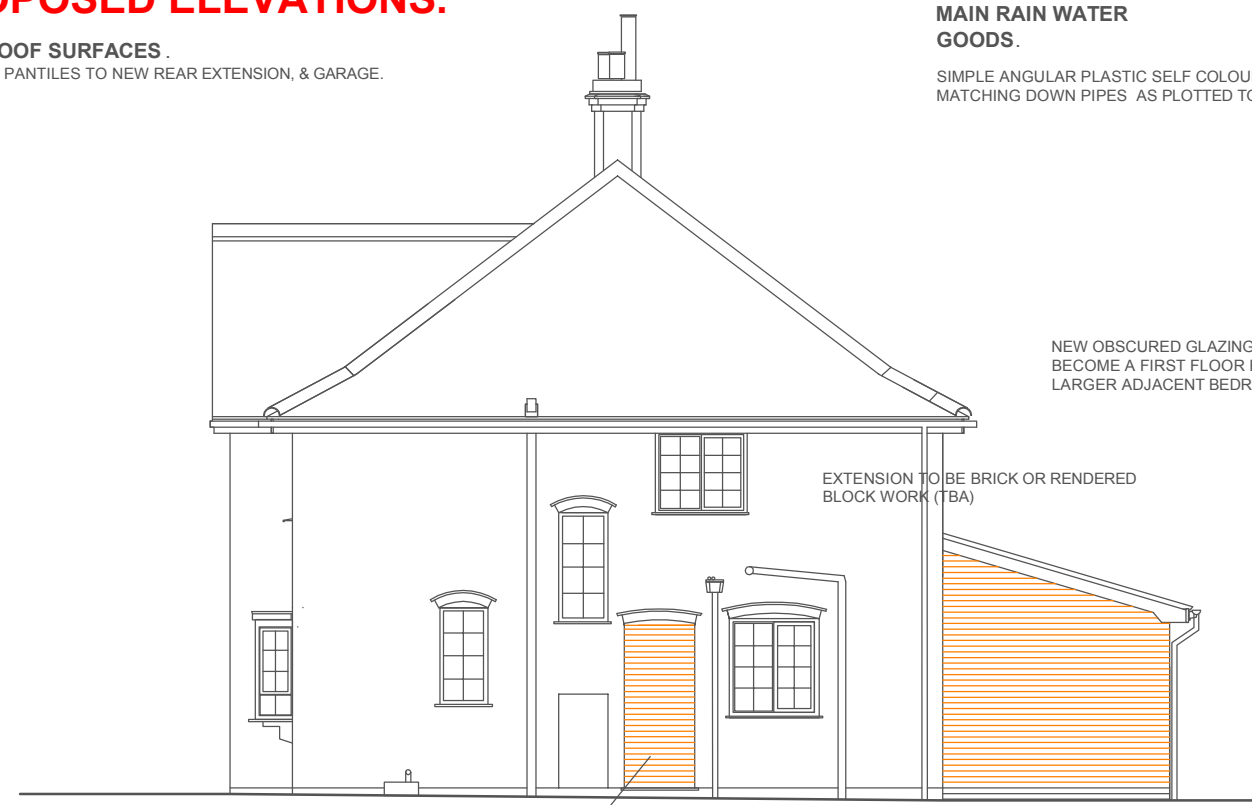 OPOSED ELEVATIONS.
OOF SURFACES.
PANTILES TO NEW REAR EXTENSION, & GARAGE.
MAIN RAIN WATER
GOODS.
SIMPLE ANGULAR PLASTIC SELF COLOU
MATCHING DOWN PIPES AS PLOTTED TO
NEW OBSCURED GLAZING
BECOME A FIRST FLOOR
LARGER ADJACENT BEDR
EXTENSION TO BE BRICK OR RENDERED
BLOCK WORK (TBA)